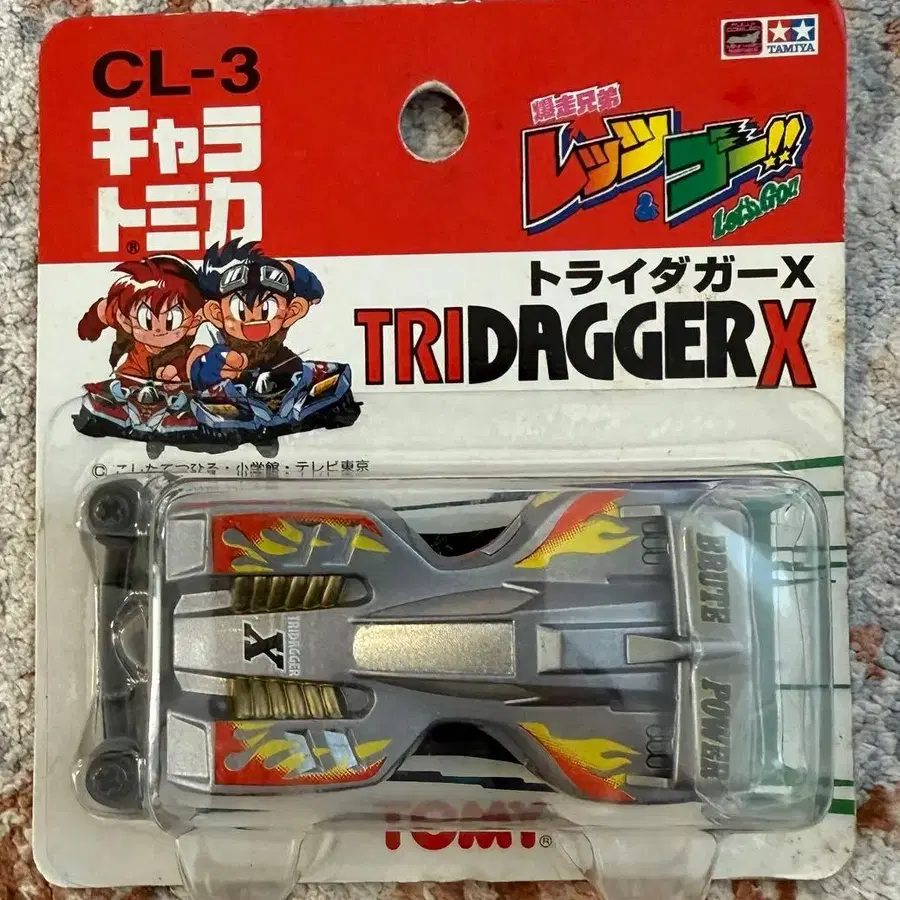 CL-3
キャラ
トミカ®
TAMIYA
爆走兄弟
レッツ
&
ゴー!!
Let's Go!!
トライダガーX
TRIDAGGER X
© こしたてつひろ・小学館・テレビ東京
TRIDAGGER
X
BRUTE POWER
TOMY®